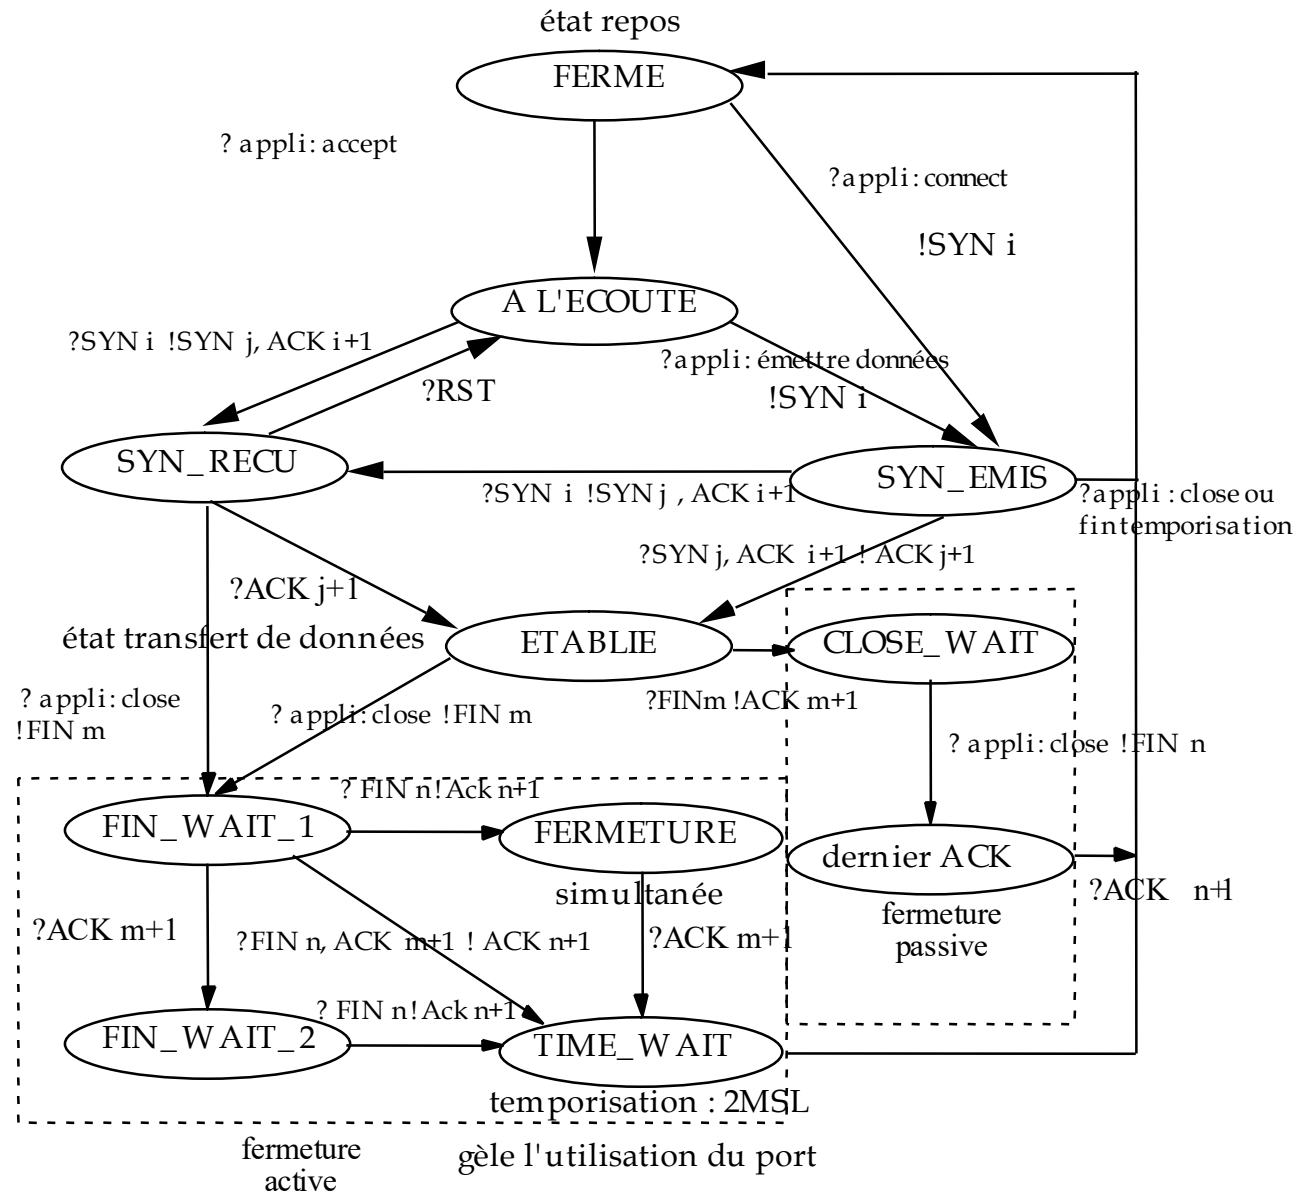 état repos
FERME
? appli: accept
?appli: connect
!SYN i
A L'ECOUTE
?SYN i !SYN j, ACK i+1
?appli: émettre données
?RST
!SYN i
SYN_RECU
SYN_EMIS
?SYN i !SYN j , ACK i+1
?appli : close ou
fin temporisation
?SYN j, ACK i+1 ! ACK j+1
?ACK j+1
état transfert de données
ETABLIE
CLOSE_WAIT
? appli: close
!FIN m
? appli: close !FIN m
?FINm !ACK m+1
? appli: close !FIN n
? FIN n!Ack n+1
FIN_WAIT_1
FERMETURE
simultanée
dernier ACK
?ACK n+1
fermeture
passive
?ACK m+1
?FIN n, ACK m+1 ! ACK n+1
?ACK m+1
? FIN n!Ack n+1
FIN_WAIT_2
TIME_WAIT
temporisation : 2MSL
fermeture
active
gèle l'utilisation du port